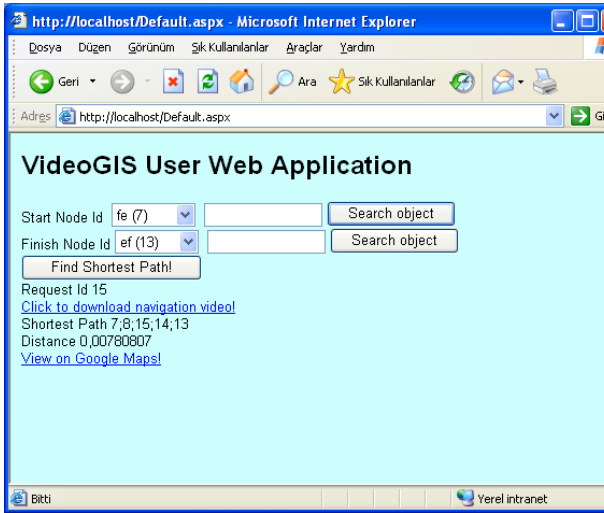 http://localhost/Default.aspx - Microsoft Internet Explorer
Dosya Düzen Görünüm Sık Kullanılanlar Araçlar Yardım
Geri Ara Sık Kullanılanlar
Adres http://localhost/Default.aspx
VideoGIS User Web Application
Start Node Id fe (7) Search object
Finish Node Id ef (13) Search object
Find Shortest Path!
Request Id 15
Click to download navigation video!
Shortest Path 7;8;15;14;13
Distance 0,00780807
View on Google Maps!
Bitti Yerel intranet